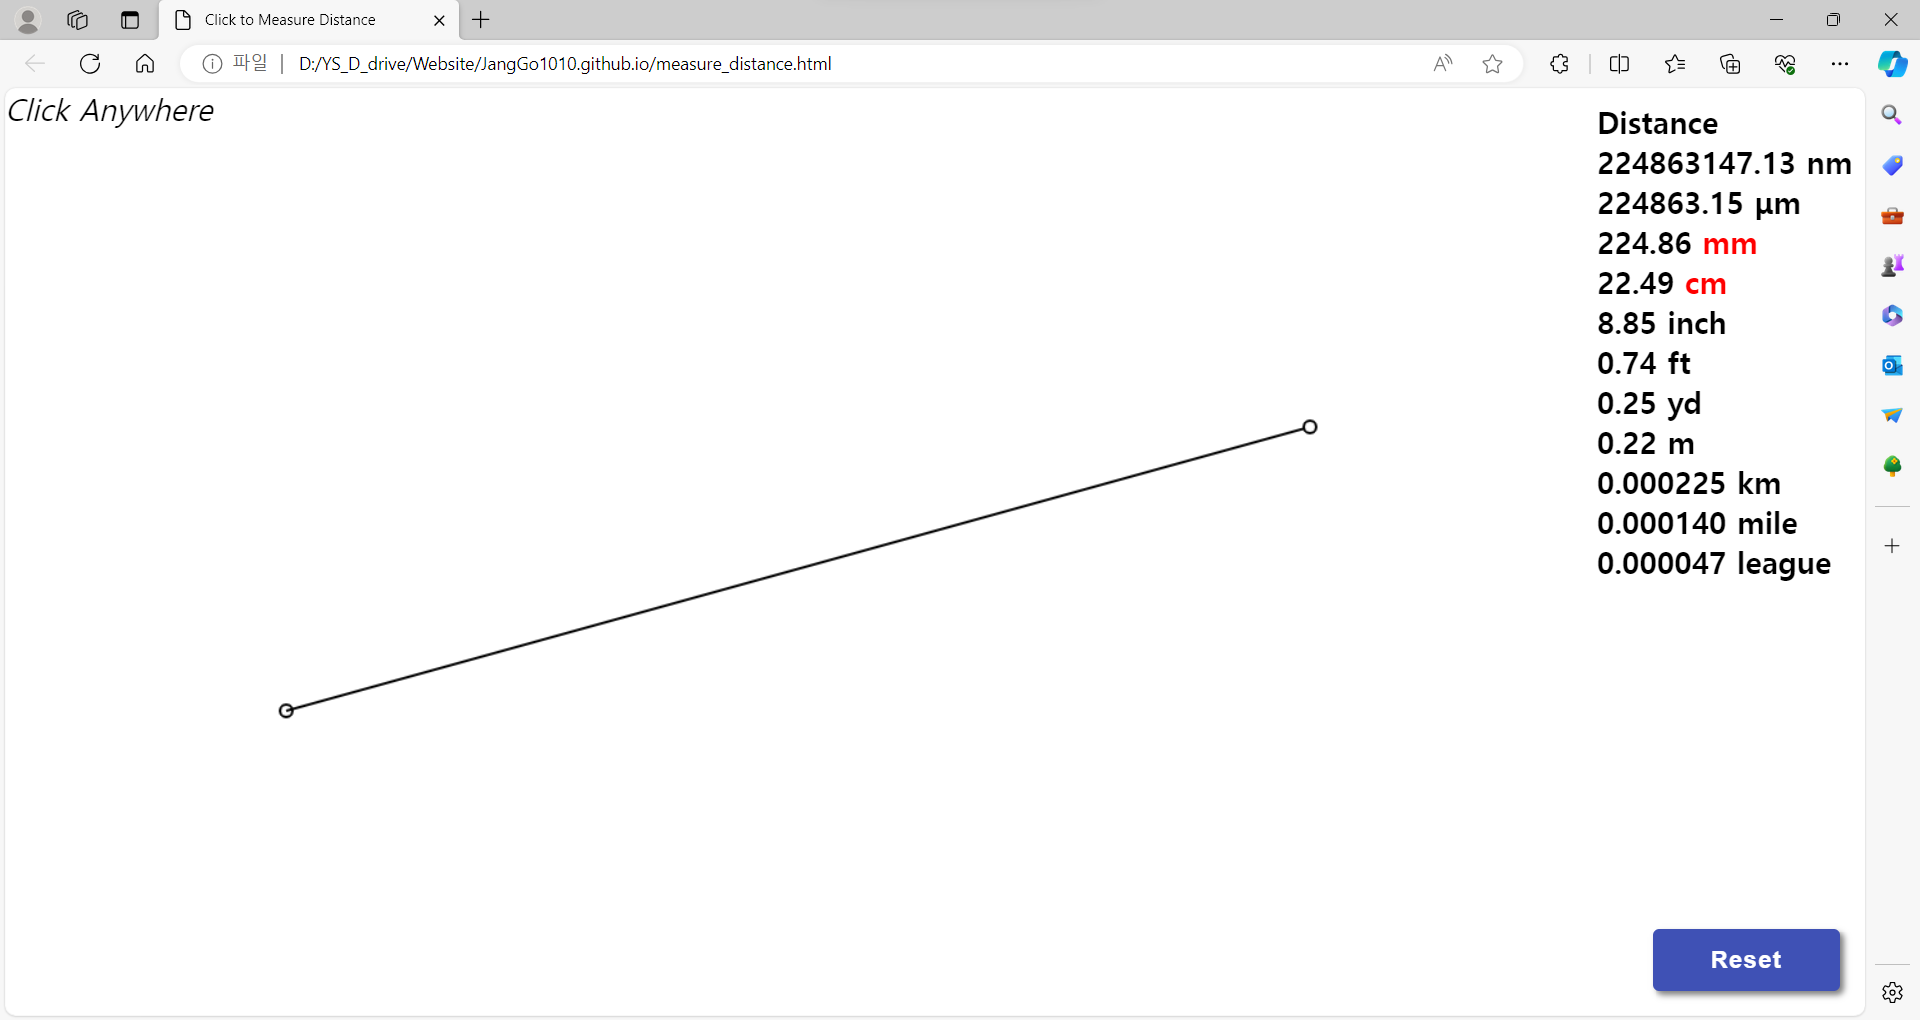 Click to Measure Distance
파일
D:/YS_D_drive/Website/JangGo1010.github.io/measure_distance.html
Click Anywhere
Distance
224863147.13 nm
224863.15 μm
224.86 mm
22.49 cm
8.85 inch
0.74 ft
0.25 yd
0.22 m
0.000225 km
0.000140 mile
0.000047 league
Reset